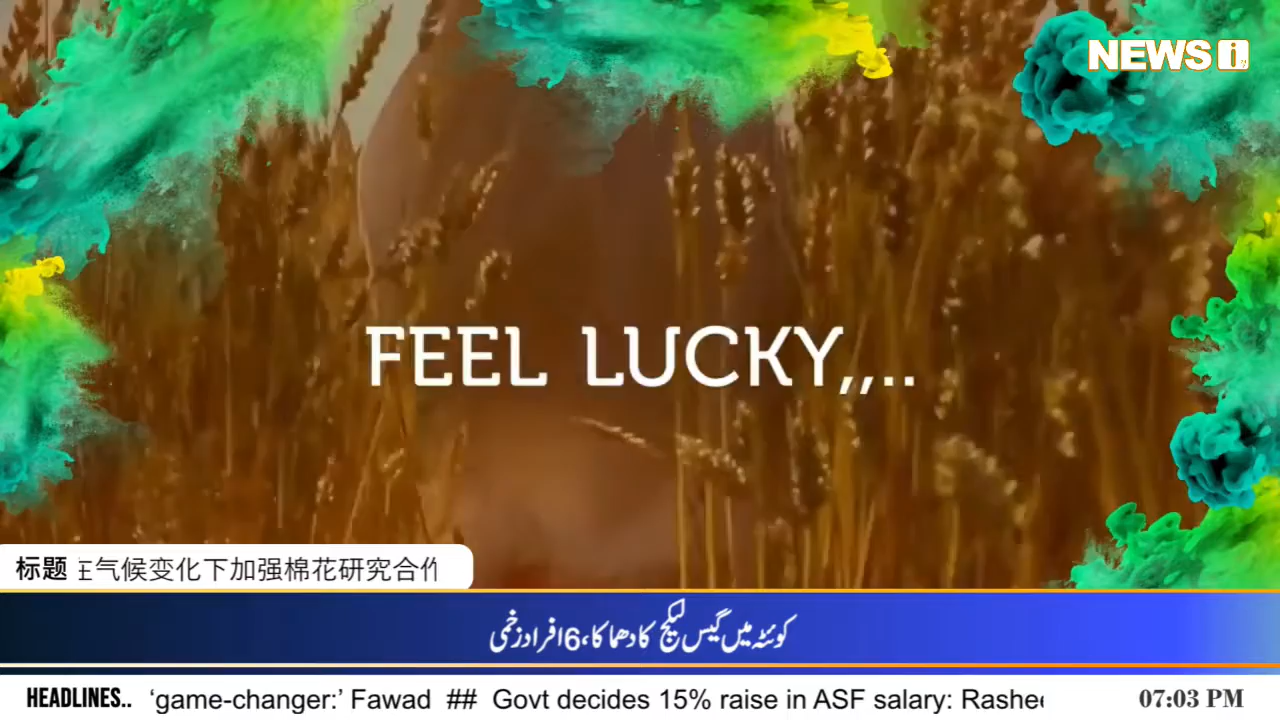 NEWS i
FEEL LUCKY,,..
标题 在气候变化下加强棉花研究合作
کوئٹہ میں گیس لیکج کا دھماکا، 6 افراد زخمی
HEADLINES.. ‘game-changer:’ Fawad ## Govt decides 15% raise in ASF salary: Rashee
07:03 PM